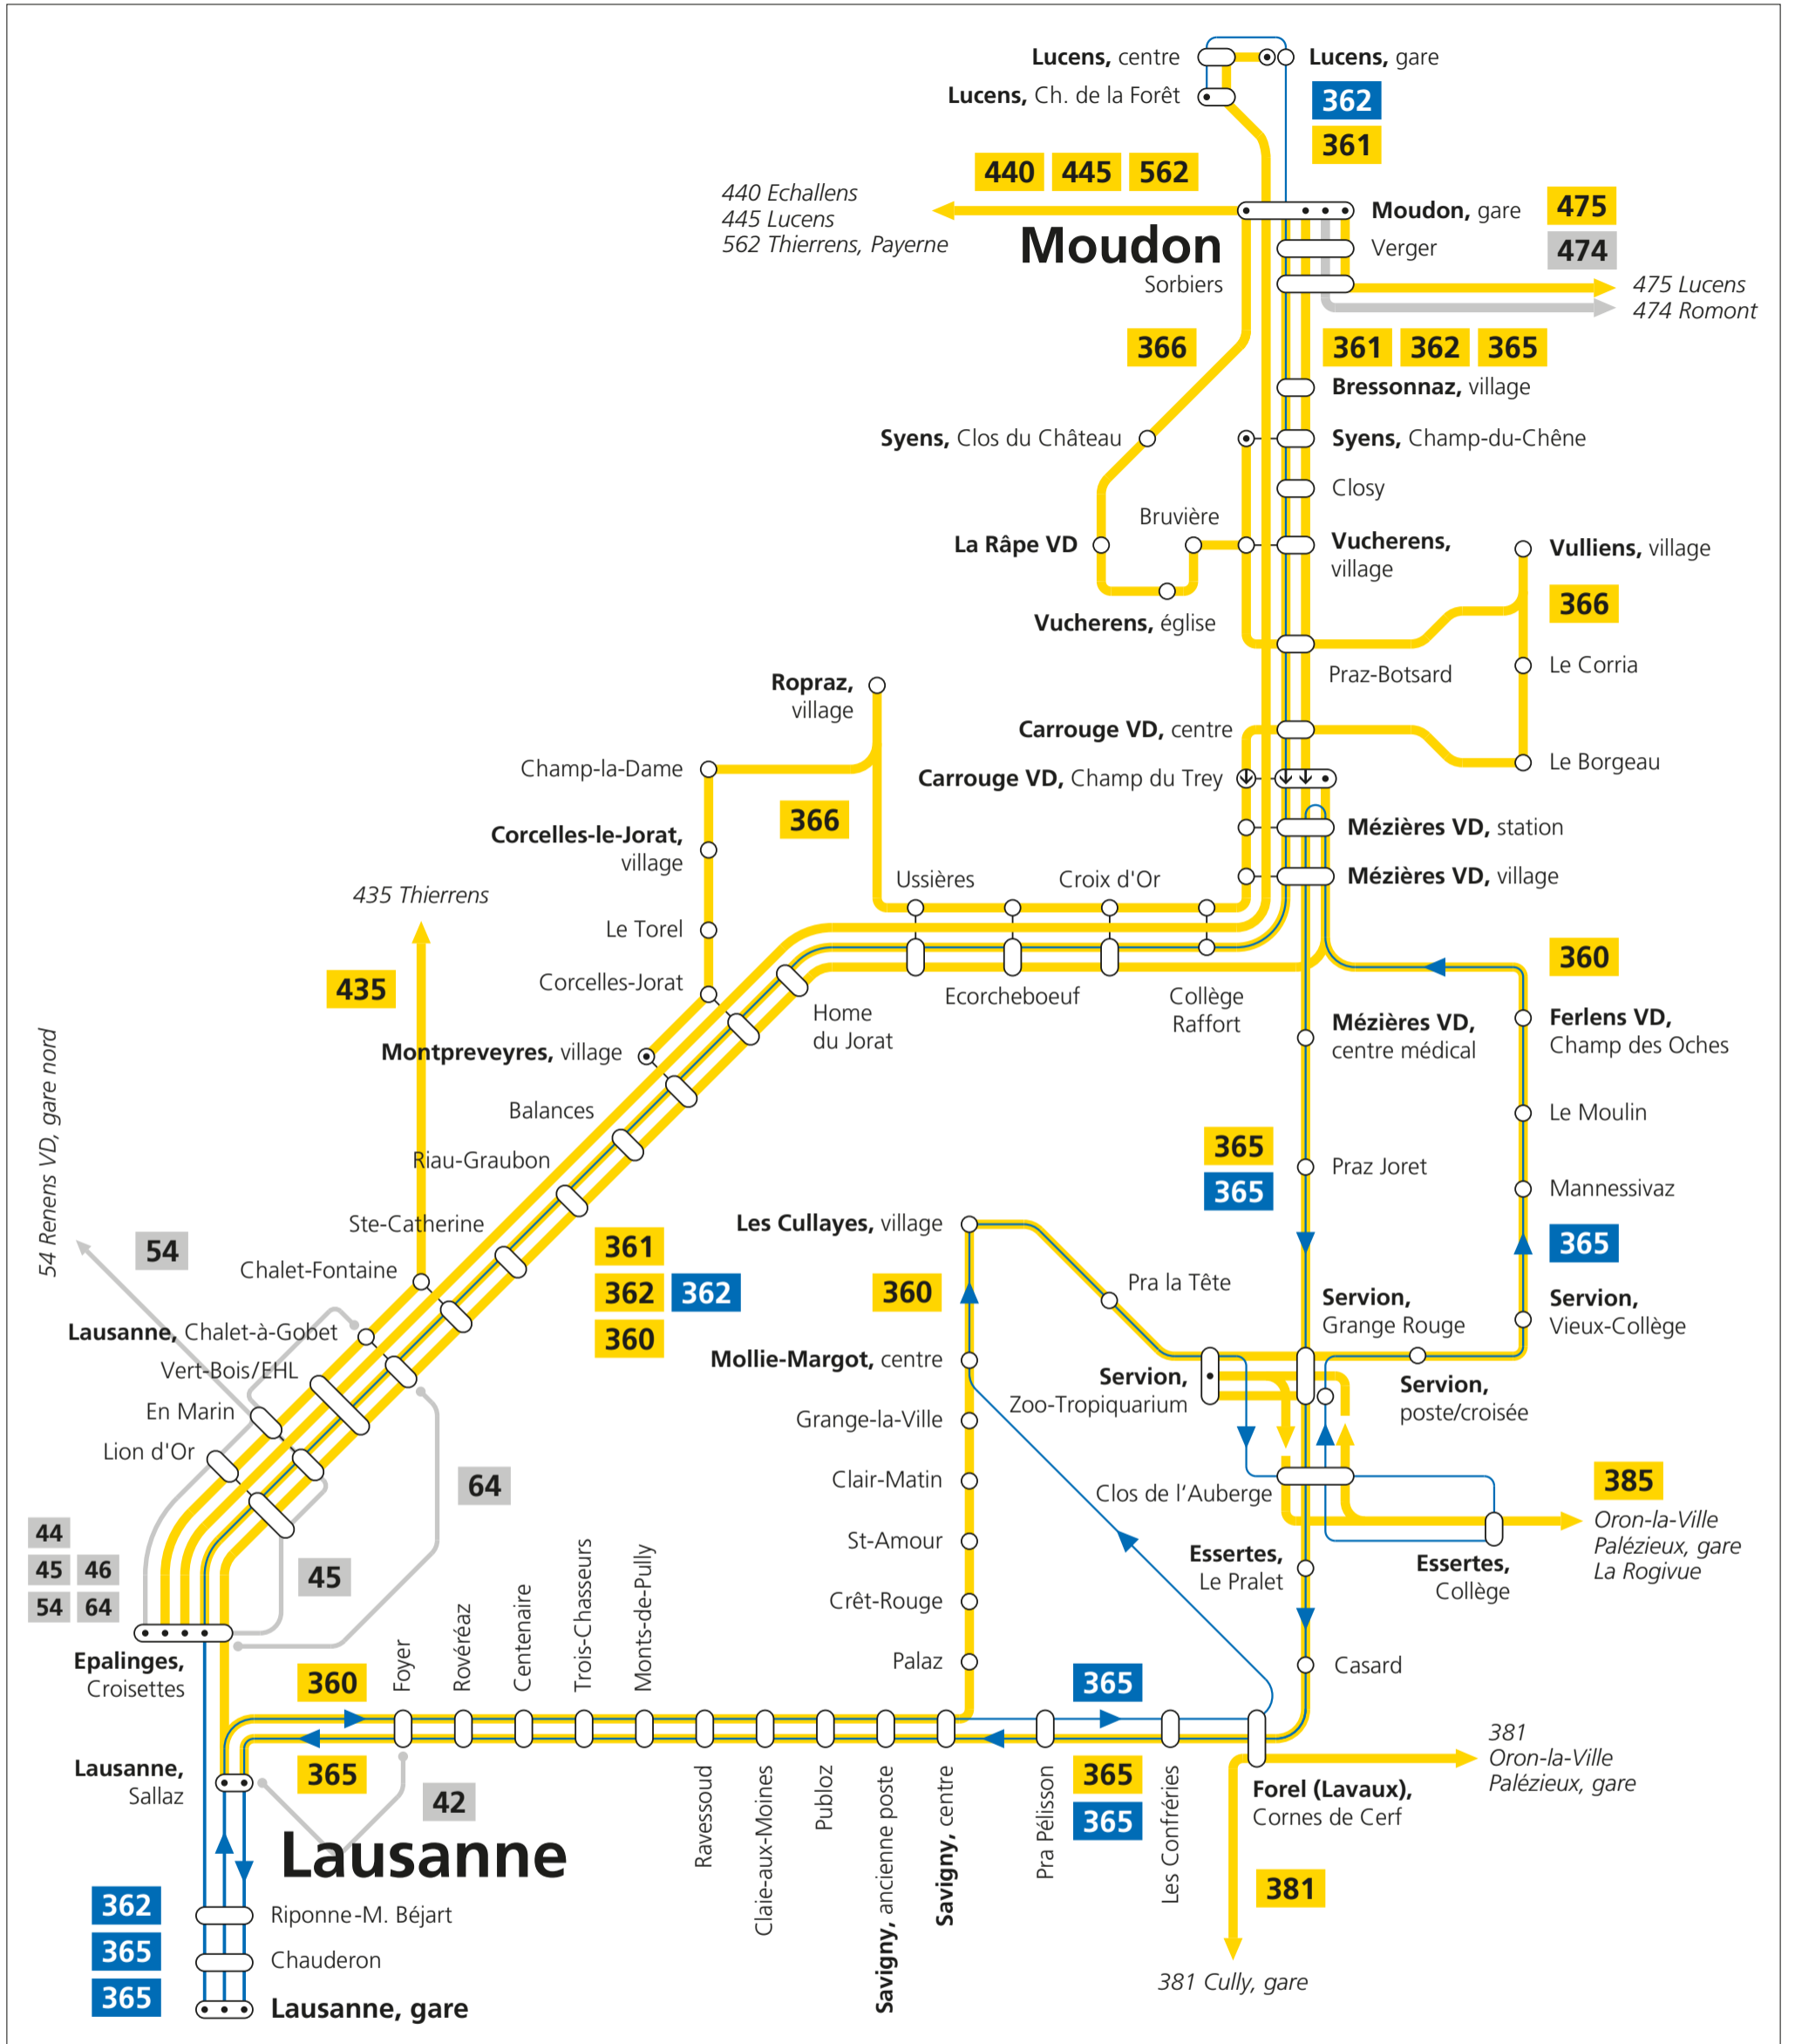 Lucens, centre
Lucens, gare
Lucens, Ch. de la Forêt
362
361
440 445 562
440 Echallens
445 Lucens
562 Thierrens, Payerne
Moudon, gare
475
Moudon
Verger
474
Sorbiers
475 Lucens
474 Romont
366
361 362 365
Bressonnaz, village
Syens, Clos du Château
Syens, Champ-du-Chêne
Closy
Bruvière
La Râpe VD
Vucherens,
village
Vulliens, village
366
Vucherens, église
Praz-Botsard
Le Corria
Ropraz,
village
Carrouge VD, centre
Champ-la-Dame
Le Borgeau
Carrouge VD, Champ du Trey
366
Mézières VD, station
Corcelles-le-Jorat,
village
Mézières VD, village
Ussières
Croix d'Or
435 Thierrens
Le Torel
360
435
Corcelles-Jorat
Ecorcheboeuf
Collège
Raffort
Home
du Jorat
Mézières VD,
centre médical
Ferlens VD,
Champ des Oches
Montpreveyres, village
Balances
Le Moulin
54 Renens VD, gare nord
Riau-Graubon
365
365
Praz Joret
Mannessivaz
Ste-Catherine
Les Cullayes, village
54
361
362 362
360
365
Chalet-Fontaine
360
Pra la Tête
Servion,
Grange Rouge
Servion,
Vieux-Collège
Lausanne, Chalet-à-Gobet
Vert-Bois/EHL
Mollie-Margot, centre
Servion,
Zoo-Tropiquarium
Servion,
poste/croisée
En Marin
Grange-la-Ville
Lion d'Or
64
Clair-Matin
Clos de l‘Auberge
385
Oron-la-Ville
Palézieux, gare
La Rogivue
44
45 46
54 64
45
St-Amour
Essertes,
Le Pralet
Essertes,
Collège
Crêt-Rouge
Epalinges,
Croisettes
Palaz
Casard
360
Foyer
Rovéréaz
Centenaire
Trois-Chasseurs
Monts-de-Pully
365
Lausanne,
Sallaz
365
42
Ravessoud
Claie-aux-Moines
Publoz
Savigny, ancienne poste
Savigny, centre
Pra Pélisson
365
365
Les Confréries
Forel (Lavaux),
Cornes de Cerf
381
Oron-la-Ville
Palézieux, gare
Lausanne
381
362
Riponne-M. Béjart
365
Chauderon
381 Cully, gare
365
Lausanne, gare